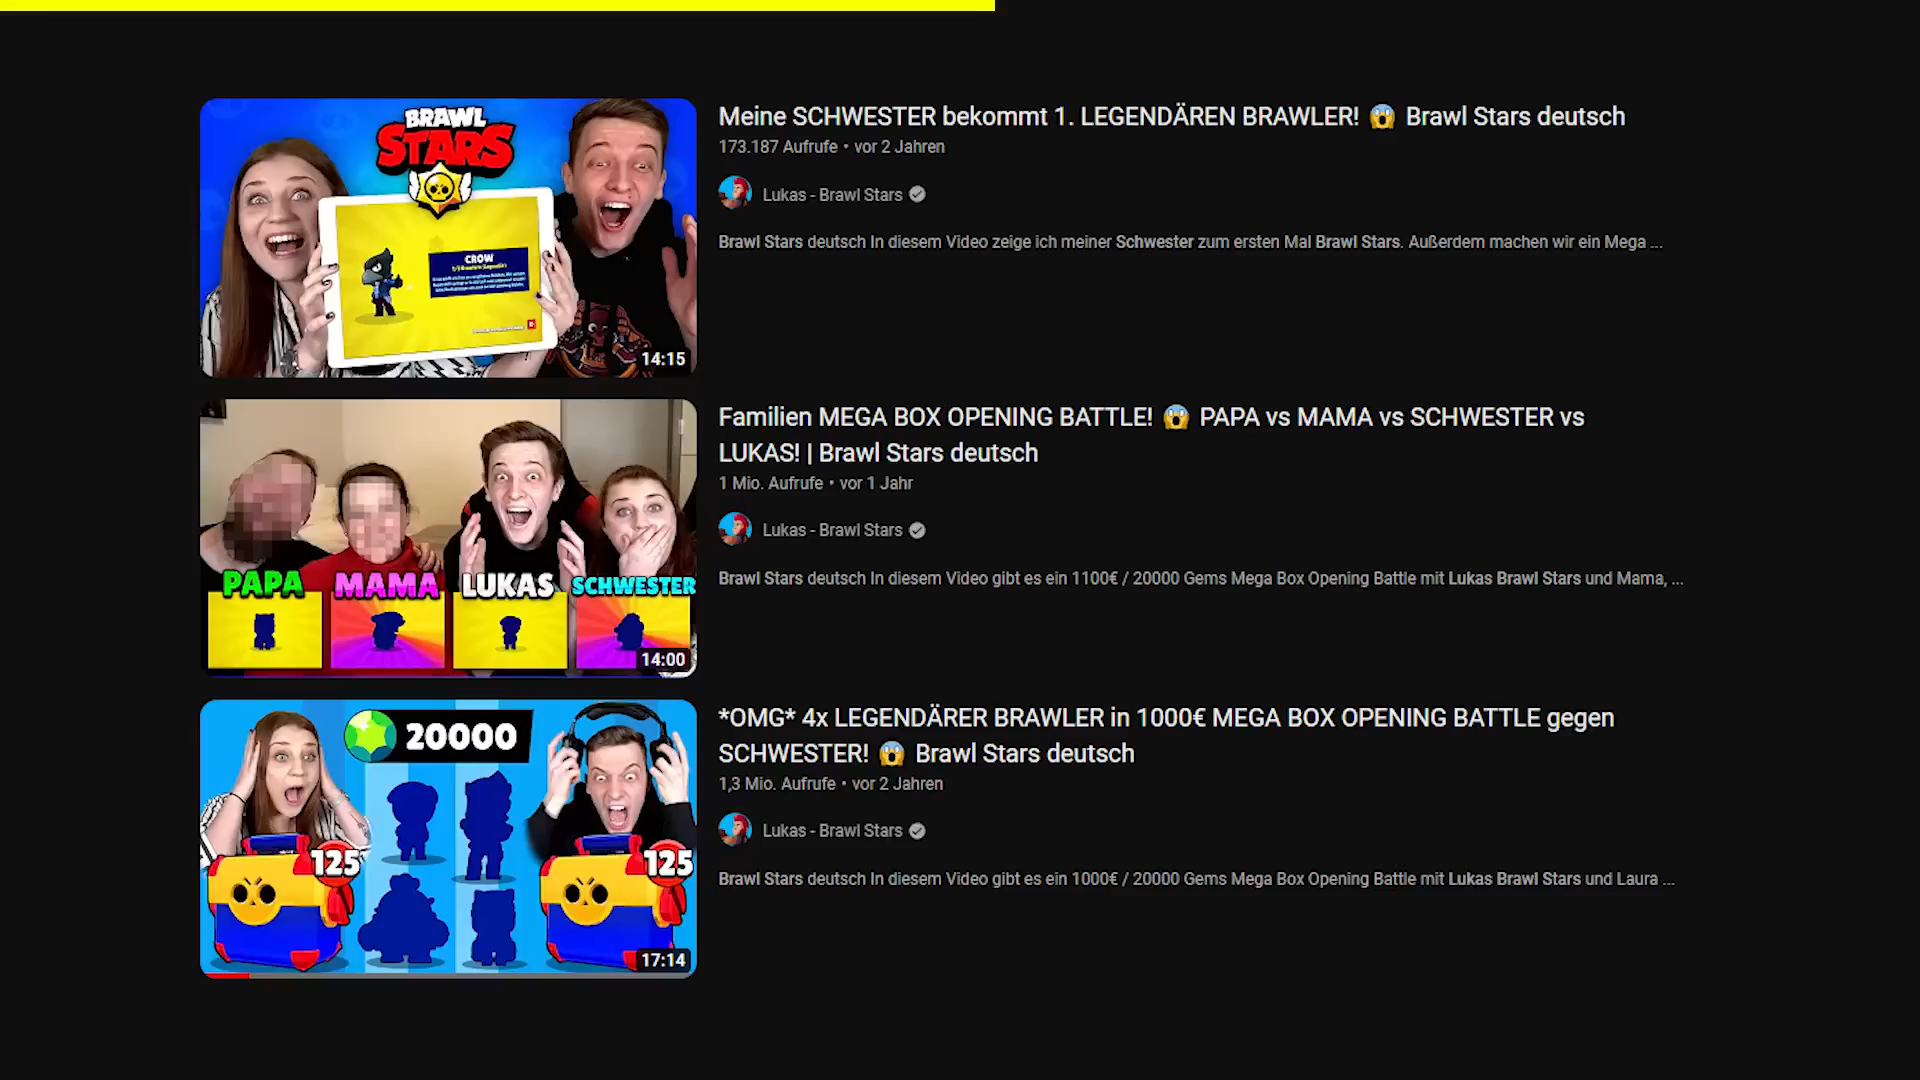 BRAWL
STARS
CROW
14:15
Meine SCHWESTER bekommt 1. LEGENDÄREN BRAWLER! 😱 Brawl Stars deutsch
173.187 Aufrufe • vor 2 Jahren
Lukas - Brawl Stars
Brawl Stars deutsch In diesem Video zeige ich meiner Schwester zum ersten Mal Brawl Stars. Außerdem machen wir ein Mega ...
PAPA MAMA LUKAS SCHWESTER
14:00
Familien MEGA BOX OPENING BATTLE! 😱 PAPA vs MAMA vs SCHWESTER vs
LUKAS! | Brawl Stars deutsch
1 Mio. Aufrufe • vor 1 Jahr
Lukas - Brawl Stars
Brawl Stars deutsch In diesem Video gibt es ein 1100€ / 20000 Gems Mega Box Opening Battle mit Lukas Brawl Stars und Mama, ...
20000
125 125
17:14
*OMG* 4x LEGENDÄRER BRAWLER in 1000€ MEGA BOX OPENING BATTLE gegen
SCHWESTER! 😱 Brawl Stars deutsch
1,3 Mio. Aufrufe • vor 2 Jahren
Lukas - Brawl Stars
Brawl Stars deutsch In diesem Video gibt es ein 1000€ / 20000 Gems Mega Box Opening Battle mit Lukas Brawl Stars und Laura ...